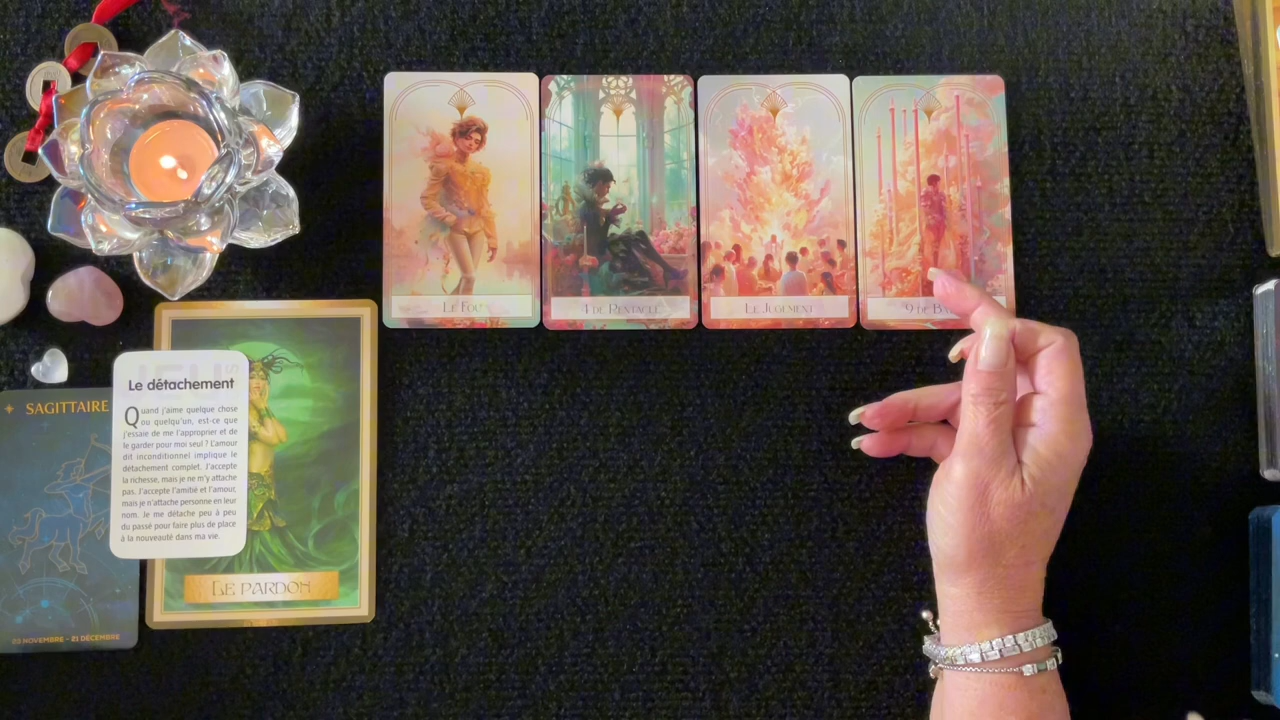 LE FOU
4 DE PENTACLE
LE JUGEMENT
9 DE
Le détachement
Quand j'aime quelque chose
ou quelqu'un, est-ce que
j'essaie de me l'approprier et de
le garder pour moi seul ? L'amour
dit inconditionnel implique le
détachement complet. J'accepte
la richesse, mais je ne m'y attache
pas. J'accepte l'amitié et l'amour,
mais je n'attache personne en leur
nom. Je me détache peu à peu
du passé pour faire plus de place
à la nouveauté dans ma vie.
SAGITTAIRE
23 NOVEMBRE - 21 DÉCEMBRE
LE PARDON